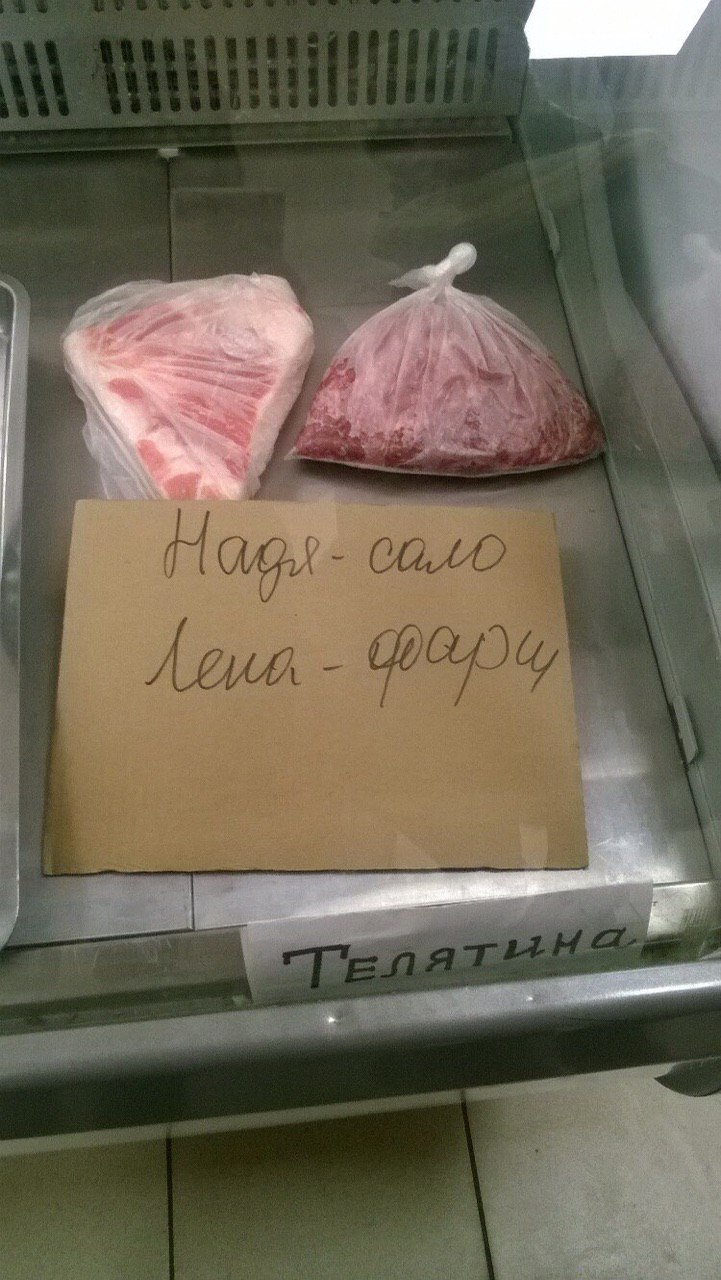 Надя - сало
Лена - фарш
Телятина